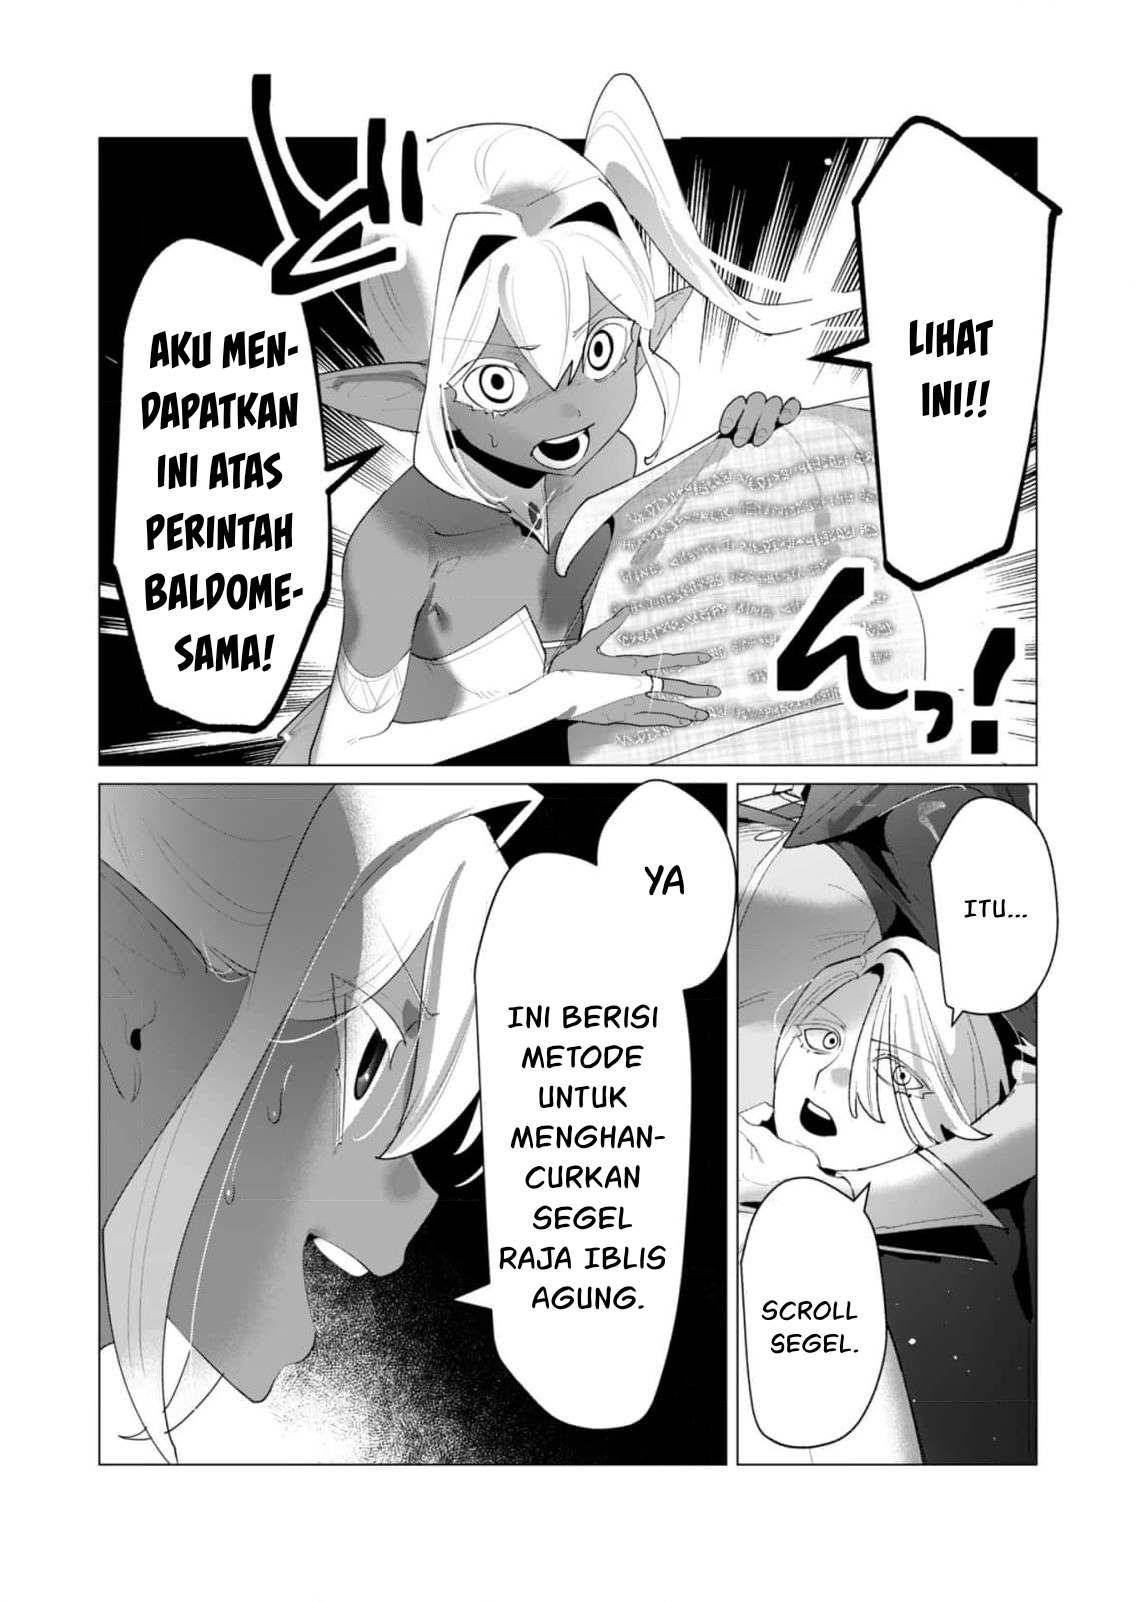 LIHAT
INI!!
AKU MEN-
DAPATKAN
INI ATAS
PERINTAH
BALDOME-
SAMA!
ITU...
SCROLL
SEGEL.
YA
INI BERISI
METODE
UNTUK
MENGHAN-
CURKAN
SEGEL
RAJA IBLIS
AGUNG.